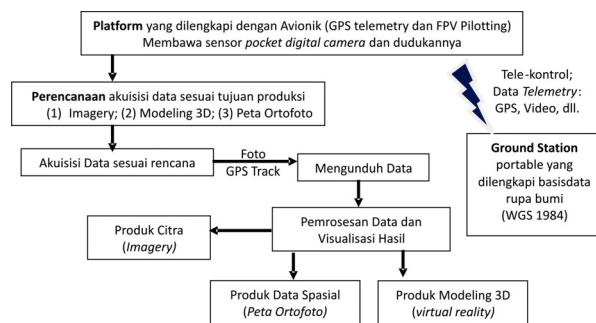 Platform yang dilengkapi dengan Avionik (GPS telemetry dan FPV Pilotting)
Membawa sensor pocket digital camera dan dudukannya
Perencanaan akuisisi data sesuai tujuan produksi
(1) Imagery; (2) Modeling 3D; (3) Peta Ortofoto
Tele-kontrol;
Data Telemetry:
GPS, Video, dll.
Akuisisi Data sesuai rencana
Foto
GPS Track
Mengunduh Data
Ground Station
portable yang
dilengkapi basisdata
rupa bumi
(WGS 1984)
Pemrosesan Data dan
Visualisasi Hasil
Produk Citra
(Imagery)
Produk Data Spasial
(Peta Ortofoto)
Produk Modeling 3D
(virtual reality)